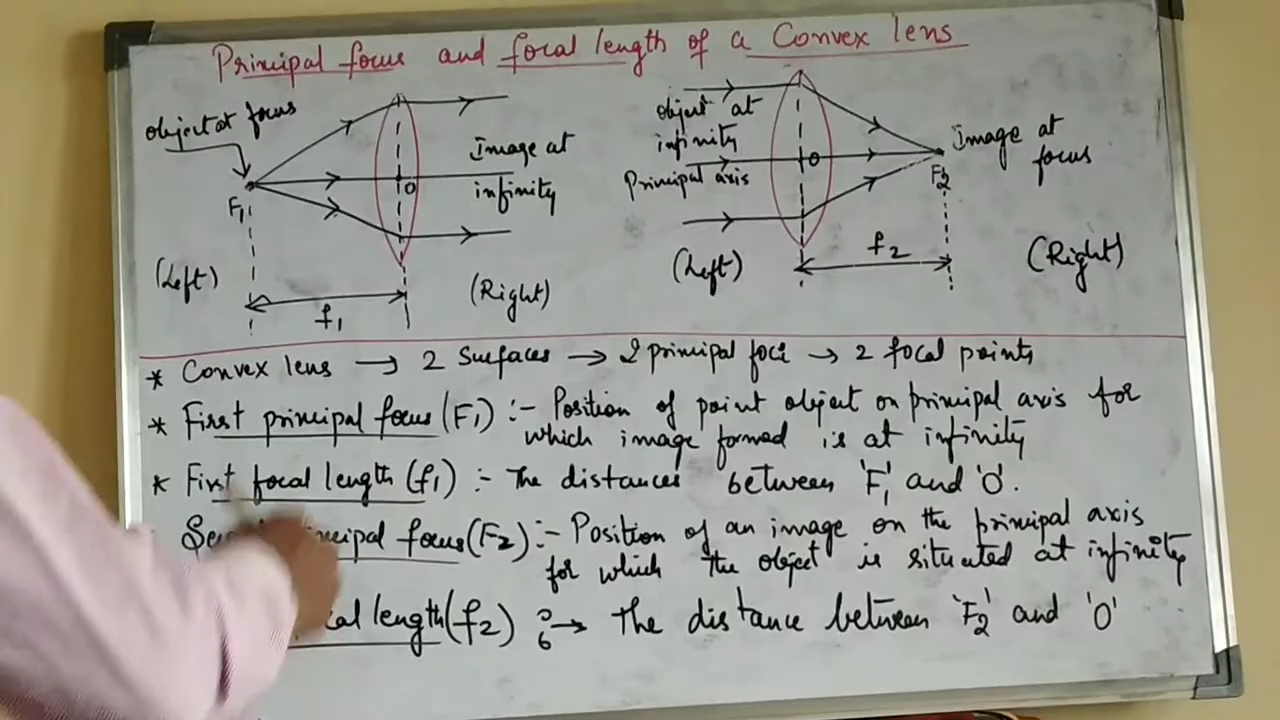 Principal focus and focal length of a Convex lens
Object at focus
Image at
infinity
O
F1
(Left)
(Right)
f1
object at
infinity
Principal axis
O
Image at
focus
F2
(Left)
f2
(Right)
* Convex lens → 2 Surfaces → 2 principal foci → 2 focal points
* First principal focus (F1) :- Position of point object on principal axis for
which image formed is at infinity
* First focal length (f1) :- The distances between 'F1' and 'O'.
principal focus (F2) :- Position of an image on the principal axis
for which the object is situated at infinity
length (f2) → The distance between 'F2' and 'O'